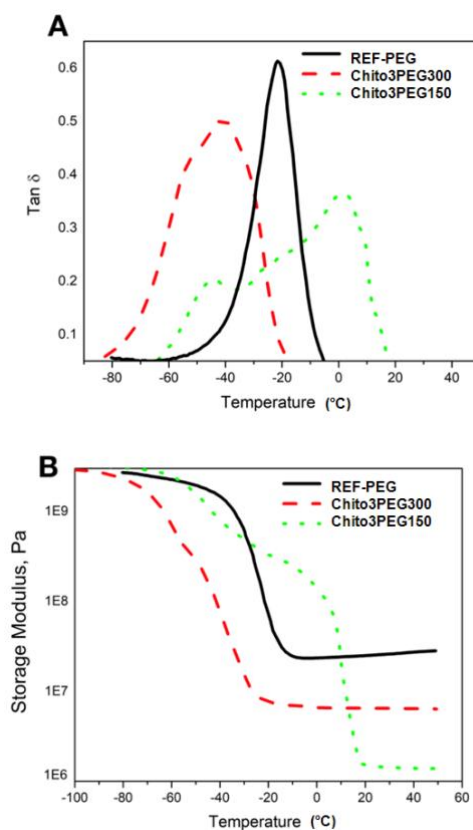 A
REF-PEG
Chito3PEG300
Chito3PEG150
0.6
0.5
0.4
0.3
0.2
0.1
Tan δ
-80 -60 -40 -20 0 20 40
Temperature (°C)
B
REF-PEG
Chito3PEG300
Chito3PEG150
1E9
1E8
1E7
1E6
Storage Modulus, Pa
-100 -80 -60 -40 -20 0 20 40 60
Temperature (°C)